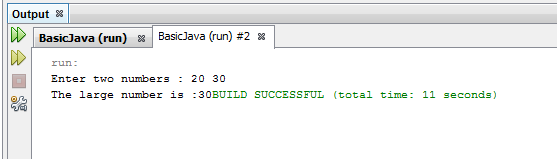 Output
BasicJava (run)
BasicJava (run) #2
run:
Enter two numbers : 20 30
The large number is :30BUILD SUCCESSFUL (total time: 11 seconds)